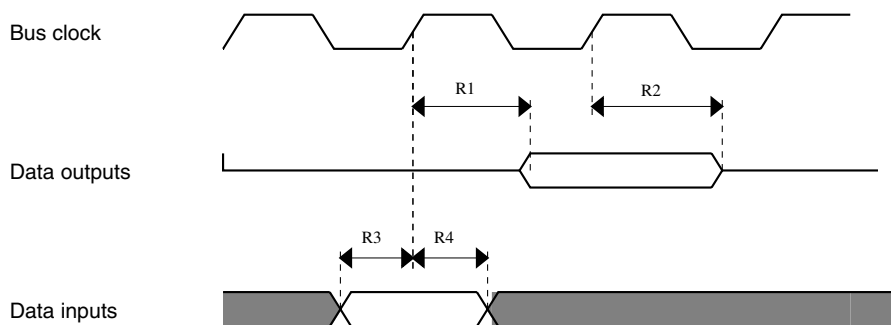 Bus clock
R1
R2
Data outputs
R3
R4
Data inputs